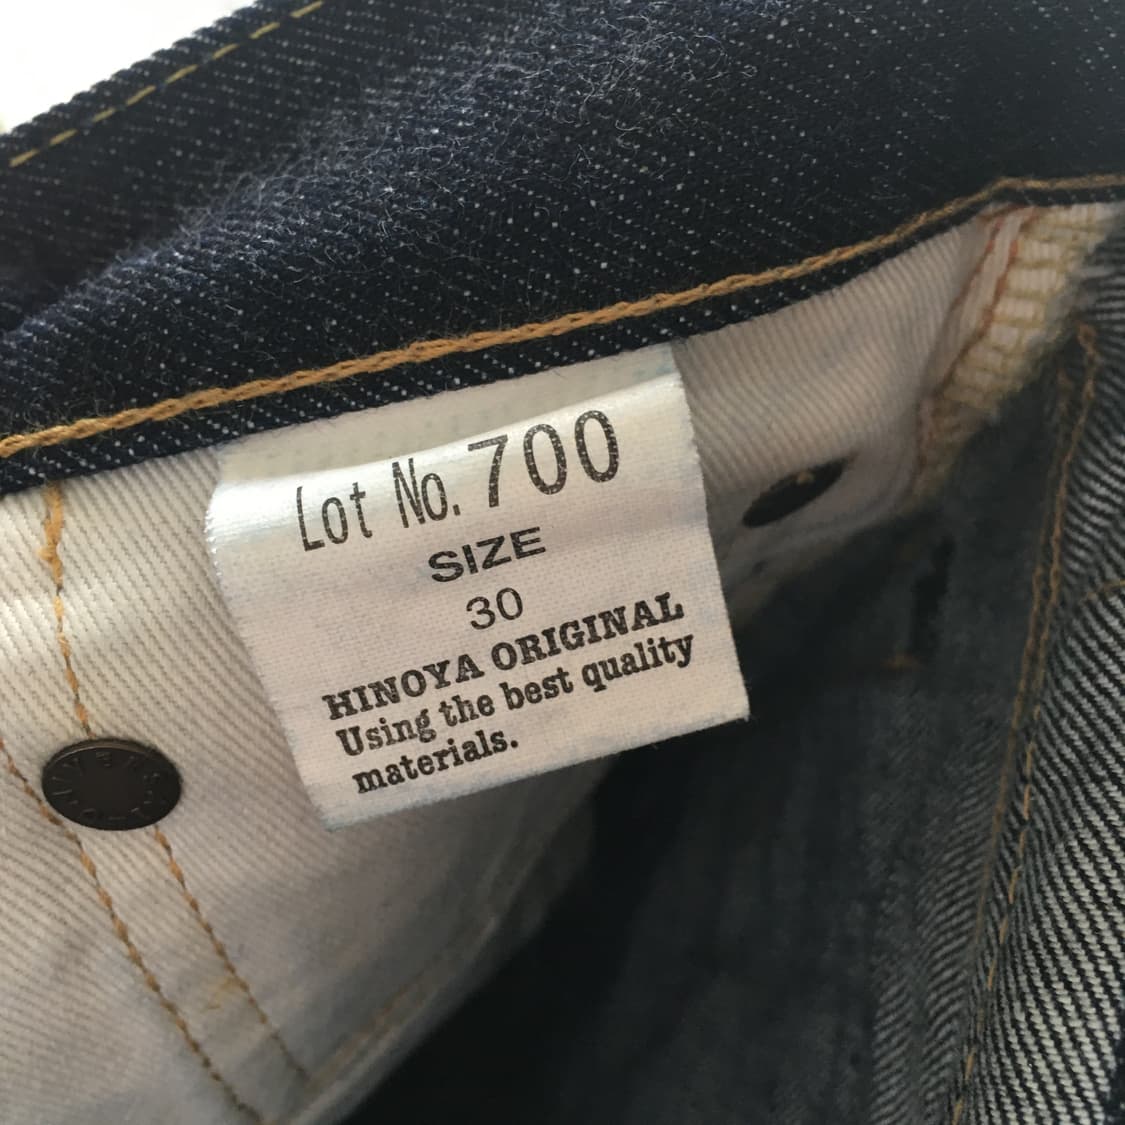 Lot No. 700
SIZE
30
HINOYA ORIGINAL
Using the best quality
materials.